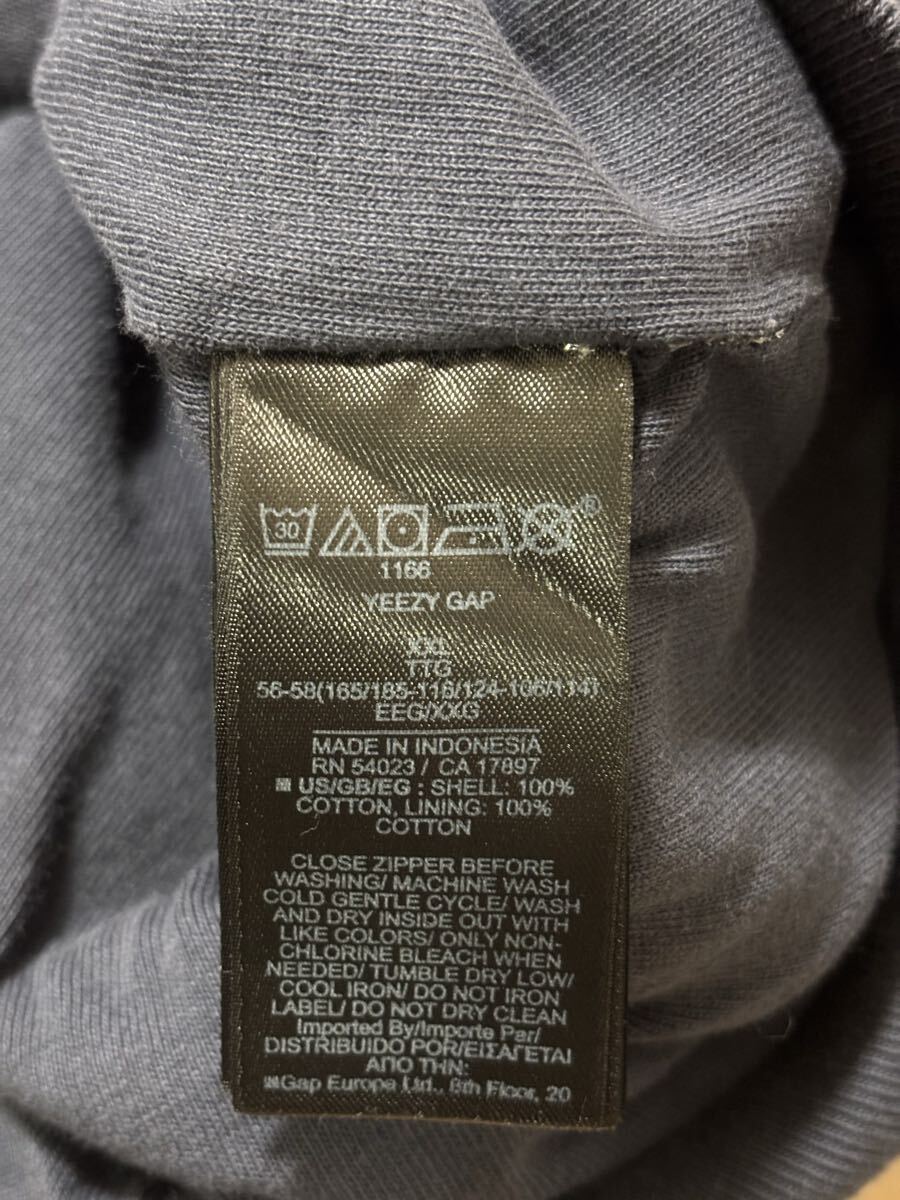 30
®
1166
YEEZY GAP
XXL
TTG
56-58(165/185-116/124-106/114)
EEG/XXG
MADE IN INDONESIA
RN 54023 / CA 17897
US/GB/EG : SHELL: 100%
COTTON, LINING: 100%
COTTON
CLOSE ZIPPER BEFORE
WASHING/ MACHINE WASH
COLD GENTLE CYCLE/ WASH
AND DRY INSIDE OUT WITH
LIKE COLORS/ ONLY NON-
CHLORINE BLEACH WHEN
NEEDED/ TUMBLE DRY LOW/
COOL IRON/ DO NOT IRON
LABEL/ DO NOT DRY CLEAN
Imported By/Importe Par/
DISTRIBUIDO POR/ΕΙΣΑΓΕΤΑΙ
ΑΠΟ ΤΗΝ:
Gap Europe Ltd., 8th Floor, 20